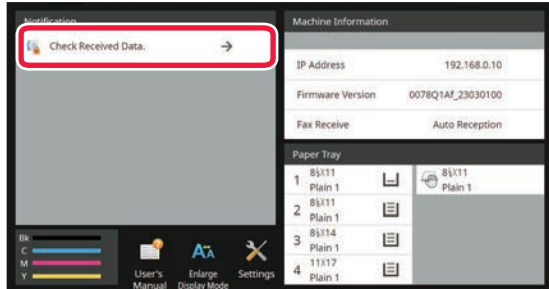 Notification
Check Received Data.
Machine Information
IP Address 192.168.0.10
Firmware Version 0078Q1Af_23030100
Fax Receive Auto Reception
Paper Tray
1 8½X11
Plain 1
2 8½X11
Plain 1
3 8½X14
Plain 1
4 11X17
Plain 1
8½X11
Plain 1
Bk
C
M
Y
User's
Manual
Enlarge
Display Mode
Settings